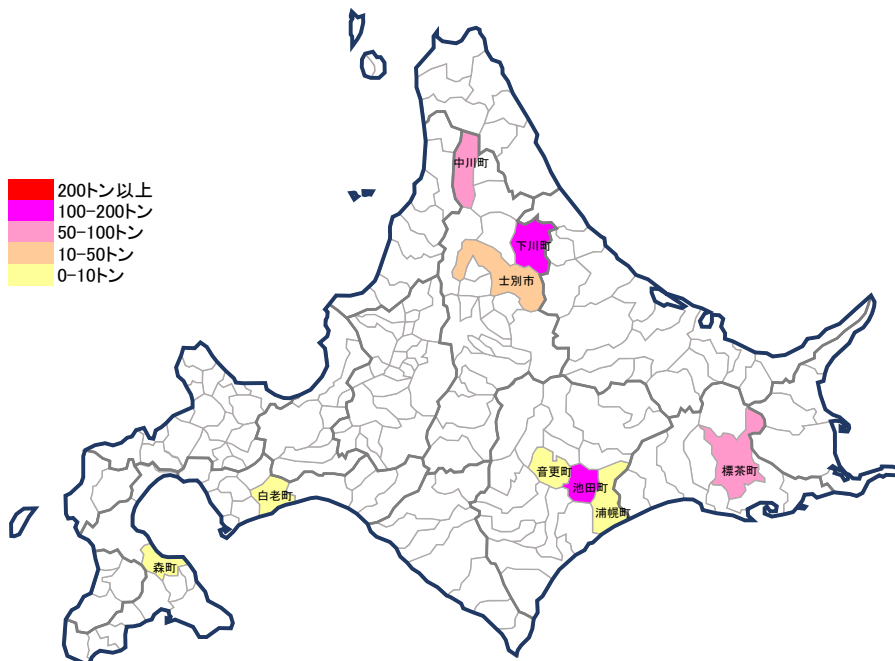 中川町
200トン以上
100-200トン
50-100トン
10-50トン
0-10トン
下川町
士別市
音更町
池田町
標茶町
白老町
浦幌町
森町